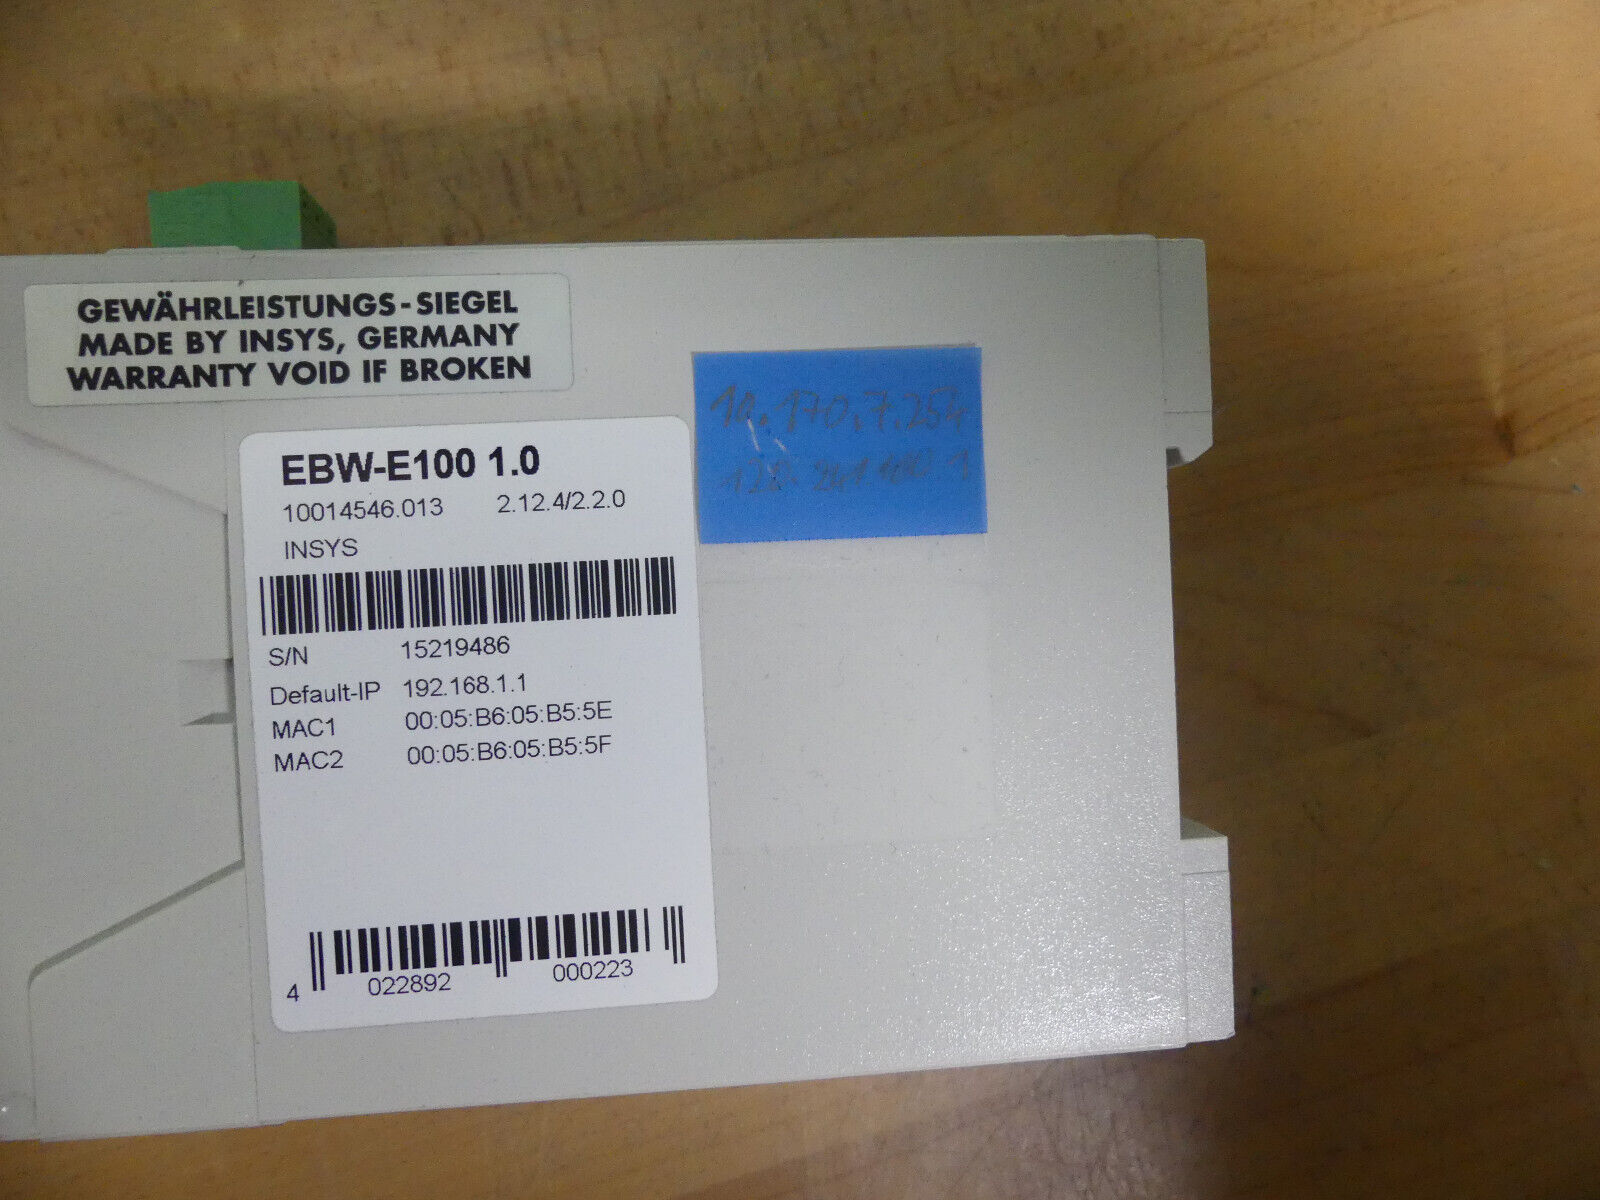 GEWÄHRLEISTUNGS-SIEGEL
MADE BY INSYS, GERMANY
WARRANTY VOID IF BROKEN
EBW-E100 1.0
10014546.013 2.12.4/2.2.0
INSYS
S/N 15219486
Default-IP 192.168.1.1
MAC1 00:05:B6:05:B5:5E
MAC2 00:05:B6:05:B5:5F
4 022892 000223
10.170.7.254